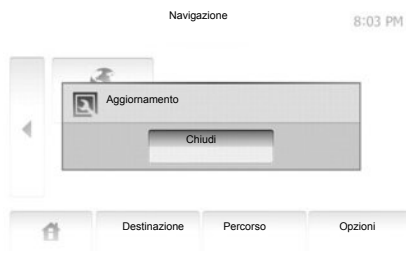 Navigazione
8:03 PM
Aggiornamento
Chiudi
Destinazione
Percorso
Opzioni